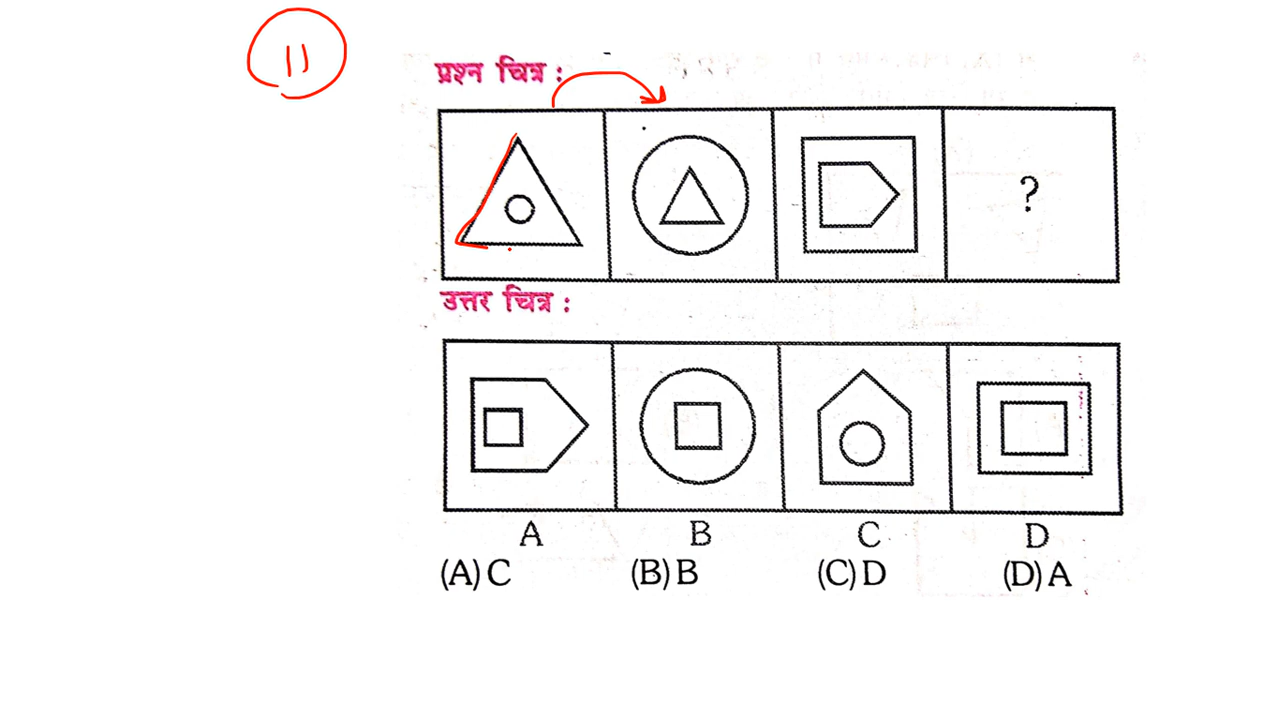 11
प्रश्न चित्र :
?
उत्तर चित्र :
A B C D
(A) C (B) B (C) D (D) A